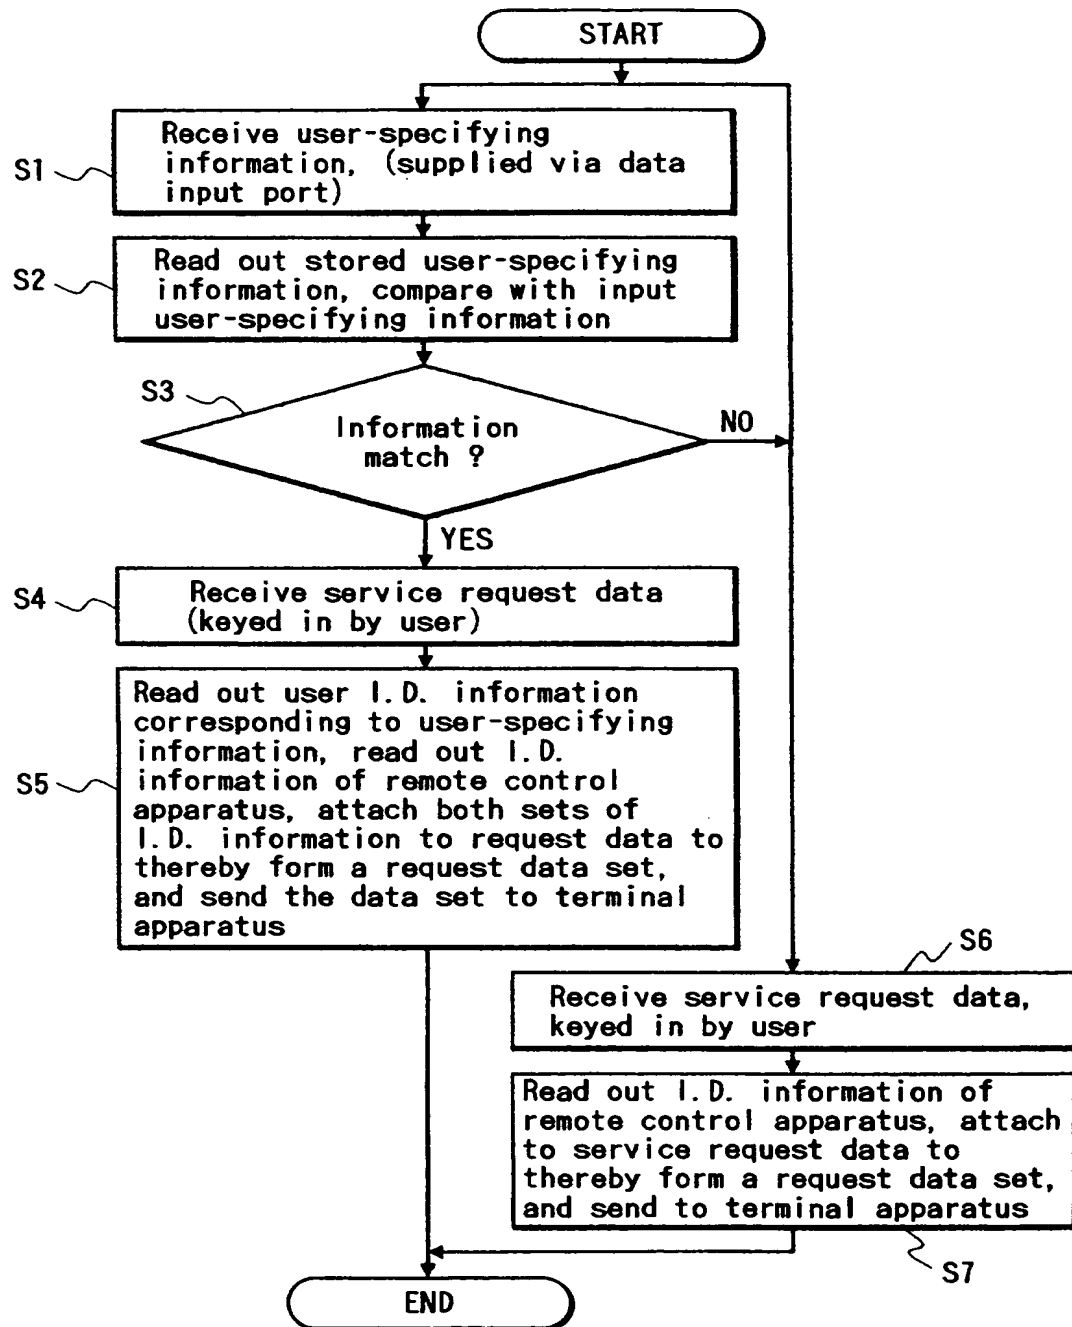 START
S1
Receive user-specifying
information, (supplied via data
input port)
S2
Read out stored user-specifying
information, compare with input
user-specifying information
S3
Information
match ?
NO
YES
S4
Receive service request data
(keyed in by user)
S5
Read out user I.D. information
corresponding to user-specifying
information, read out I.D.
information of remote control
apparatus, attach both sets of
I.D. information to request data to
thereby form a request data set,
and send the data set to terminal
apparatus
S6
Receive service request data,
keyed in by user
Read out I.D. information of
remote control apparatus, attach
to service request data to
thereby form a request data set,
and send to terminal apparatus
S7
END